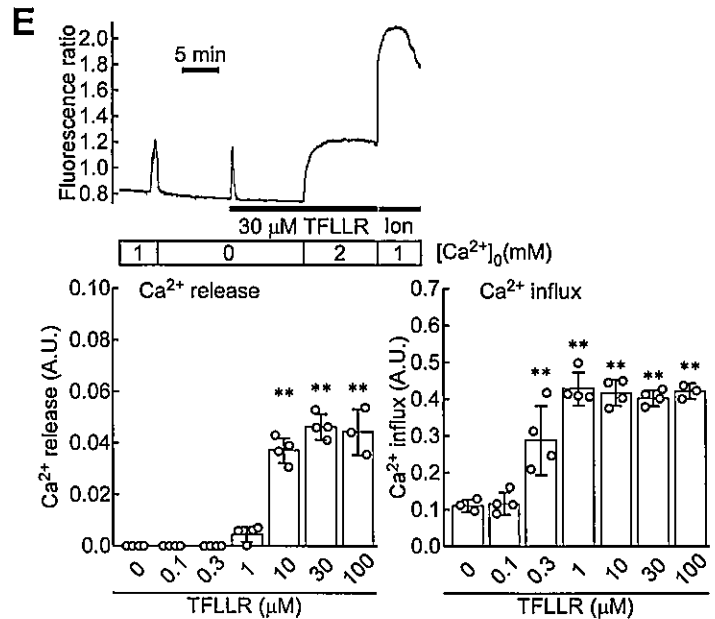 E
Fluorescence ratio
2.0
1.8
1.6
1.4
1.2
1.0
0.8
5 min
30 μM TFLLR Ion
1 0 2 1 [Ca²⁺]₀(mM)
Ca²⁺ release
Ca²⁺ release (A.U.)
0.10
0.08
0.06
0.04
0.02
0.0
** ** **
0 0.1 0.3 1 10 30 100
TFLLR (μM)
Ca²⁺ influx
Ca²⁺ influx (A.U.)
0.7
0.6
0.5
0.4
0.3
0.2
0.1
0.0
** ** ** ** **
0 0.1 0.3 1 10 30 100
TFLLR (μM)